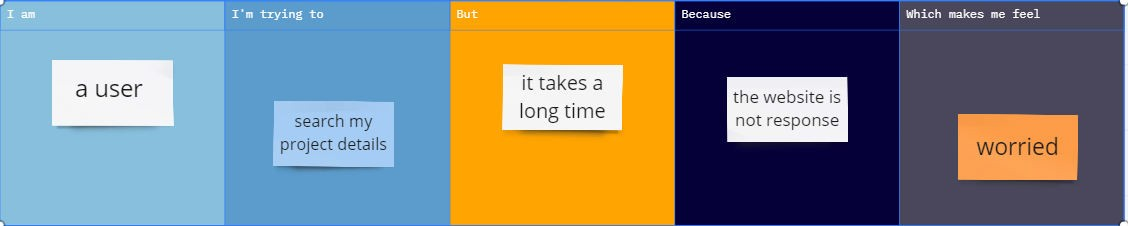 I am
I'm trying to
But
Because
Which makes me feel
a user
search my
project details
it takes a
long time
the website is
not response
worried